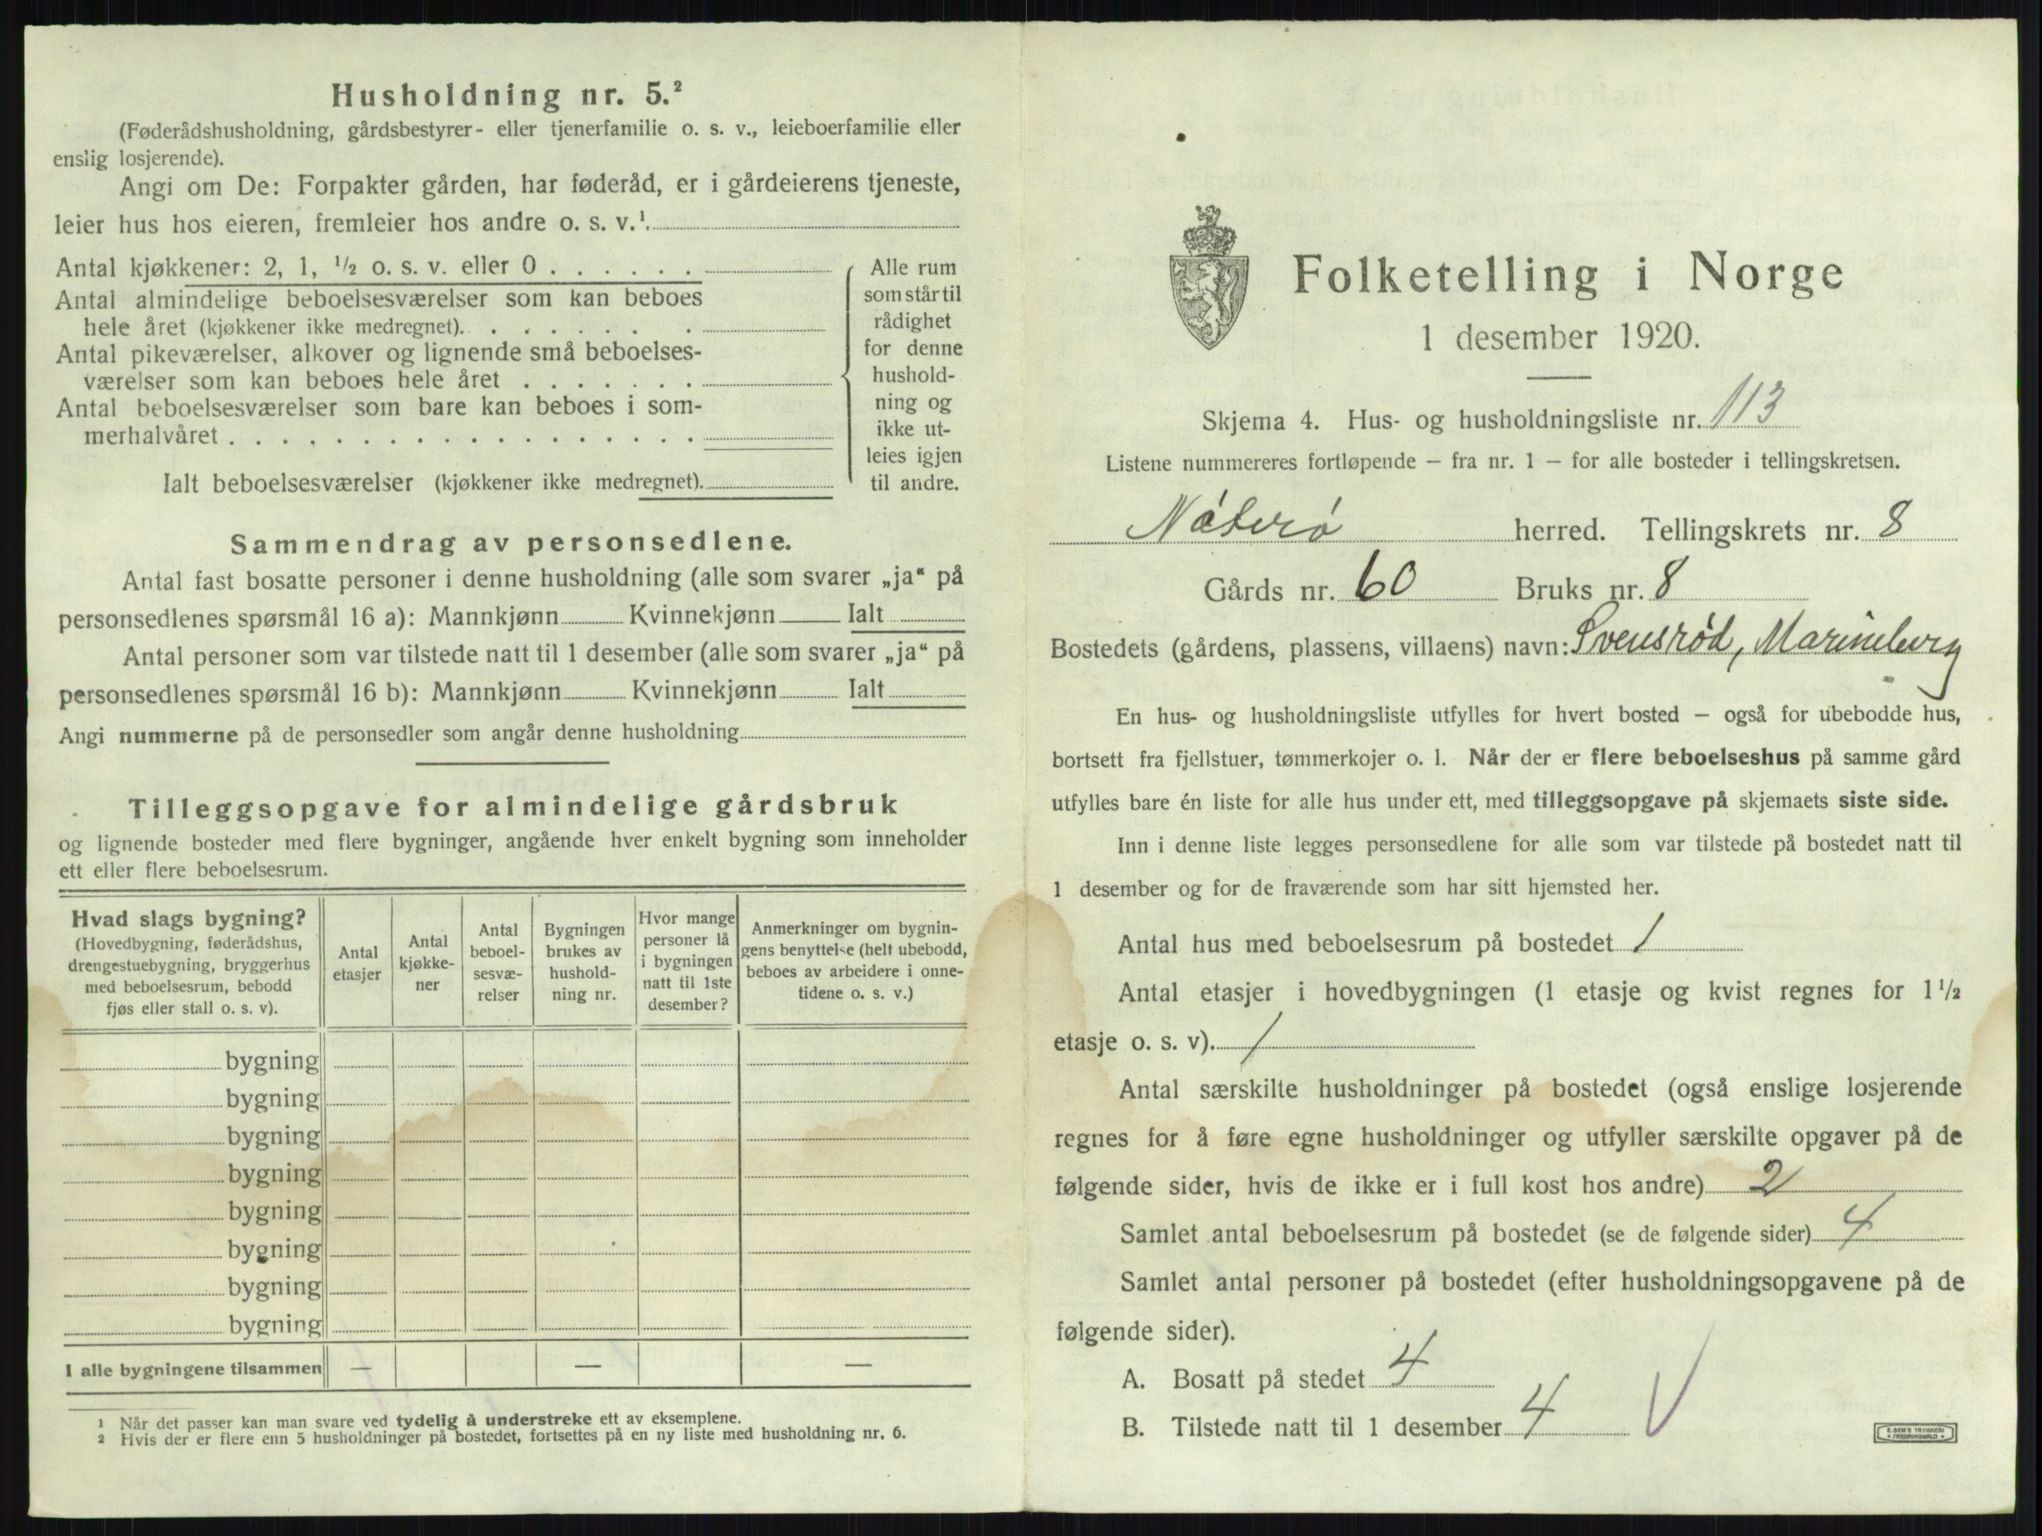 Husholdning nr. 5.²
(Føderådshusholdning, gårdsbestyrer- eller tjenerfamilie o. s. v., leieboerfamilie eller
enslig losjerende).
Angi om De: Forpakter gården, har føderåd, er i gårdeierens tjeneste,
leier hus hos eieren, fremleier hos andre o. s. v.¹.
Antal kjøkkener: 2, 1, ½ o. s. v. eller 0 . . . . . .
Antal almindelige beboelsesværelser som kan beboes
hele året (kjøkkener ikke medregnet). . . . . . . .
Antal pikeværelser, alkover og lignende små beboelses-
værelser som kan beboes hele året . . . . . . .
Antal beboelsesværelser som bare kan beboes i som-
merhalvåret . . . . . . . . . . . . . . . . . .
Ialt beboelsesværelser (kjøkkener ikke medregnet).
Alle rum
som står til
rådighet
for denne
hushold-
ning og
ikke ut-
leies igjen
til andre.
Sammendrag av personsedlene.
Antal fast bosatte personer i denne husholdning (alle som svarer „ja“ på
personsedlenes spørsmål 16 a): Mannkjønn Kvinnekjønn Ialt
Antal personer som var tilstede natt til 1 desember (alle som svarer „ja“ på
personsedlenes spørsmål 16 b): Mannkjønn Kvinnekjønn Ialt
Angi nummerne på de personsedler som angår denne husholdning
Tilleggsopgave for almindelige gårdsbruk
og lignende bosteder med flere bygninger, angående hver enkelt bygning som inneholder
ett eller flere beboelsesrum.
Hvad slags bygning?
(Hovedbygning, føderådshus,
drengestuebygning, bryggerhus
med beboelsesrum, bebodd
fjøs eller stall o. s. v).
Antal
etasjer
Antal
kjøkke-
ner
Antal
beboel-
sesvæ-
relser
Bygningen
brukes av
hushold-
ning nr.
Hvor mange
personer lå
i bygningen
natt til 1ste
desember?
Anmerkninger om bygnin-
gens benyttelse (helt ubebodd,
beboes av arbeidere i onne-
tidene o. s. v.)
bygning
bygning
bygning
bygning
bygning
bygning
bygning
bygning
I alle bygningene tilsammen — — —
¹ Når det passer kan man svare ved tydelig å understreke ett av eksemplene.
² Hvis der er flere enn 5 husholdninger på bostedet, fortsettes på en ny liste med husholdning nr. 6.
Folketelling i Norge
1 desember 1920.
Skjema 4. Hus- og husholdningsliste nr. 113
Listene nummereres fortløpende – fra nr. 1 – for alle bosteder i tellingskretsen.
Nøterø herred. Tellingskrets nr. 8
Gårds nr. 60 Bruks nr. 8
Bostedets (gårdens, plassens, villaens) navn: Svensrød, Marineburg
En hus- og husholdningsliste utfylles for hvert bosted – også for ubebodde hus,
bortsett fra fjellstuer, tømmerkojer o. l. Når der er flere beboelseshus på samme gård
utfylles bare én liste for alle hus under ett, med tilleggsopgave på skjemaets siste side.
Inn i denne liste legges personsedlene for alle som var tilstede på bostedet natt til
1 desember og for de fraværende som har sitt hjemsted her.
Antal hus med beboelsesrum på bostedet 1
Antal etasjer i hovedbygningen (1 etasje og kvist regnes for 1½
etasje o. s. v). 1
Antal særskilte husholdninger på bostedet (også enslige losjerende
regnes for å føre egne husholdninger og utfyller særskilte opgaver på de
følgende sider, hvis de ikke er i full kost hos andre) 2
Samlet antal beboelsesrum på bostedet (se de følgende sider) 4
Samlet antal personer på bostedet (efter husholdningsopgavene på de
følgende sider).
A. Bosatt på stedet 4
B. Tilstede natt til 1 desember 4
E. SEM'S TRYKKERI
FREDRIKSHALD